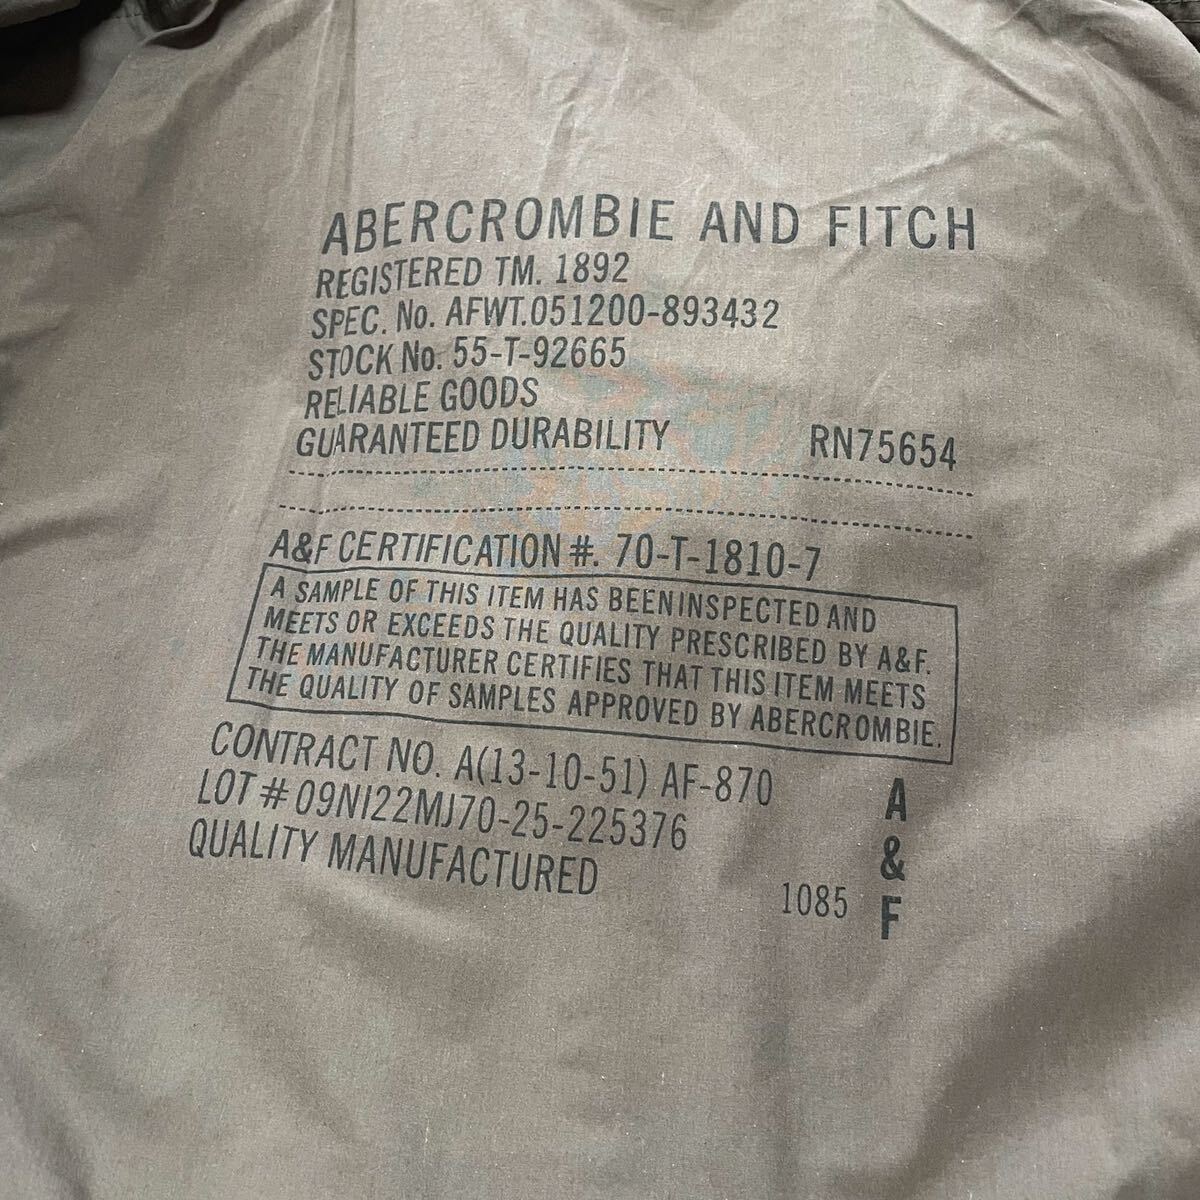 ABERCROMBIE AND FITCH
REGISTERED TM. 1892
SPEC. No. AFWT.051200-893432
STOCK No. 55-T-92665
RELIABLE GOODS
GUARANTEED DURABILITY RN75654
A&F CERTIFICATION #. 70-T-1810-7
A SAMPLE OF THIS ITEM HAS BEEN INSPECTED AND
MEETS OR EXCEEDS THE QUALITY PRESCRIBED BY A&F.
THE MANUFACTURER CERTIFIES THAT THIS ITEM MEETS
THE QUALITY OF SAMPLES APPROVED BY ABERCROMBIE.
CONTRACT NO. A(13-10-51) AF-870
LOT # 09NI22MJ70-25-225376
QUALITY MANUFACTURED
1085
A
&
F